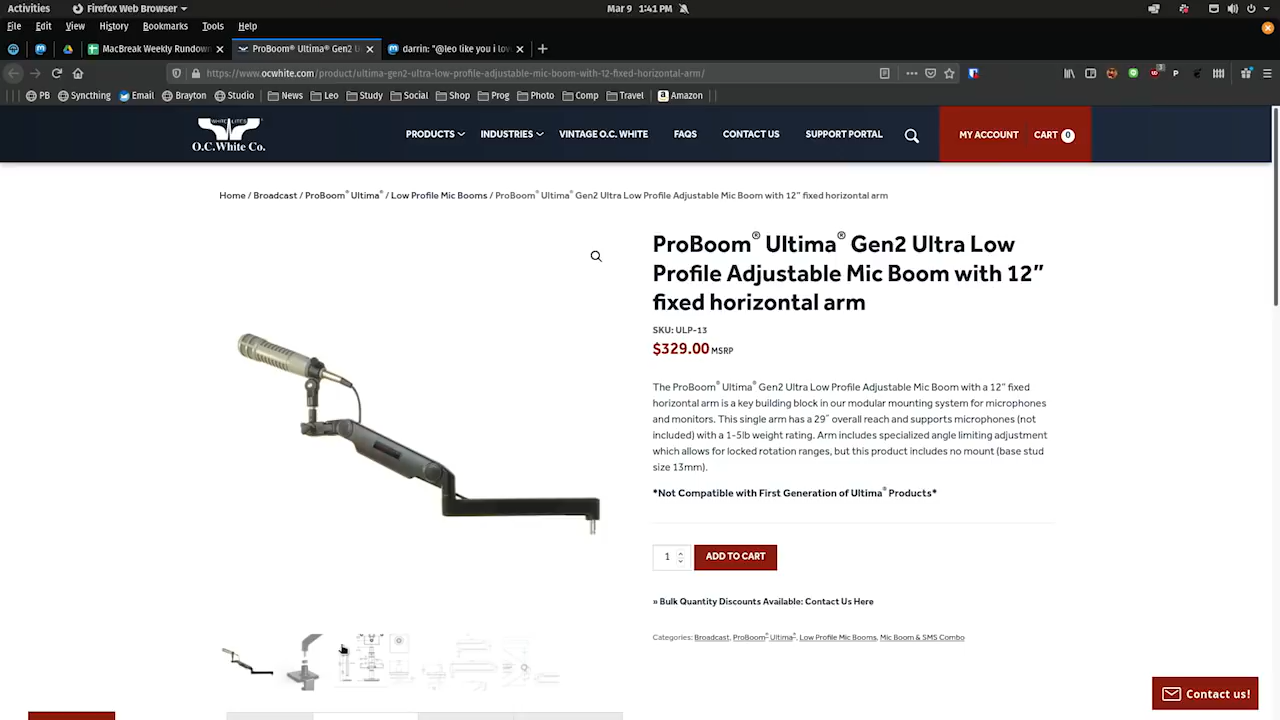 Activities
Firefox Web Browser
Mar 9 1:41 PM
File Edit View History Bookmarks Tools Help
MacBreak Weekly Rundown
ProBoom® Ultima® Gen2 U
darrin: "@leo like you i lov
https://www.ocwhite.com/product/ultima-gen2-ultra-low-profile-adjustable-mic-boom-with-12-fixed-horizontal-arm/
PB Syncthing Email Brayton Studio News Leo Study Social Shop Prog Photo Comp Travel Amazon
WHITE LITES
O.C.White Co.
PRODUCTS INDUSTRIES VINTAGE O.C. WHITE FAQS CONTACT US SUPPORT PORTAL MY ACCOUNT CART 0
Home / Broadcast / ProBoom® Ultima® / Low Profile Mic Booms / ProBoom® Ultima® Gen2 Ultra Low Profile Adjustable Mic Boom with 12” fixed horizontal arm
ProBoom® Ultima® Gen2 Ultra Low
Profile Adjustable Mic Boom with 12”
fixed horizontal arm
SKU: ULP-13
$329.00 MSRP
The ProBoom® Ultima® Gen2 Ultra Low Profile Adjustable Mic Boom with a 12” fixed
horizontal arm is a key building block in our modular mounting system for microphones
and monitors. This single arm has a 29″ overall reach and supports microphones (not
included) with a 1-5lb weight rating. Arm includes specialized angle limiting adjustment
which allows for locked rotation ranges, but this product includes no mount (base stud
size 13mm).
*Not Compatible with First Generation of Ultima® Products*
1 ADD TO CART
» Bulk Quantity Discounts Available: Contact Us Here
Categories: Broadcast, ProBoom® Ultima®, Low Profile Mic Booms, Mic Boom & SMS Combo
Contact us!